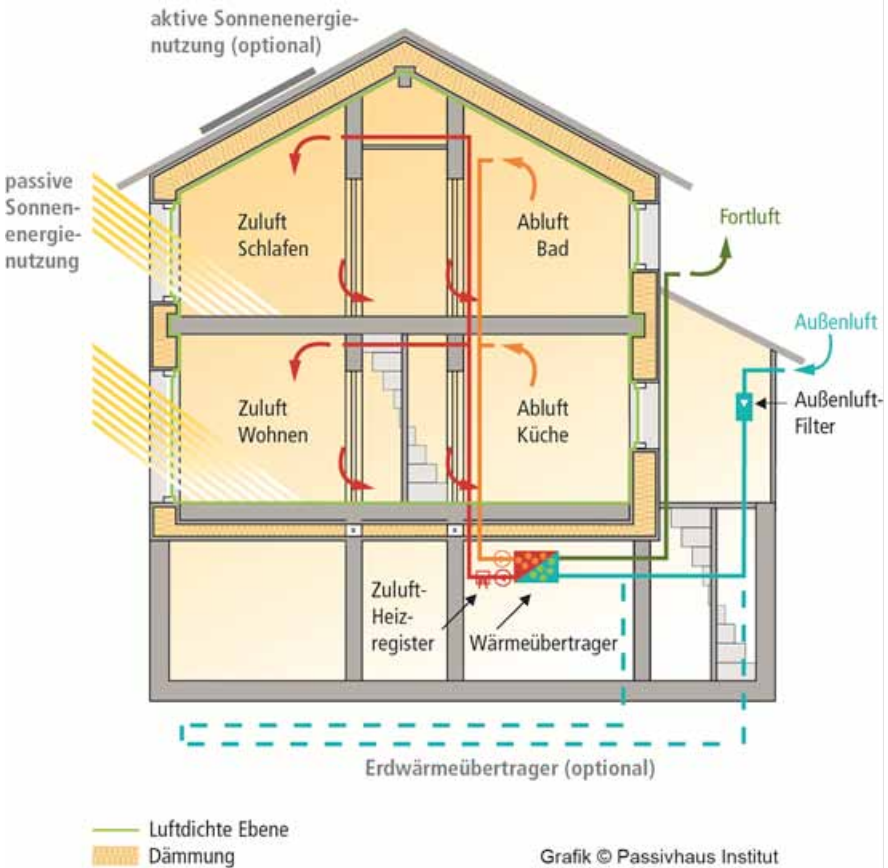 aktive Sonnenenergie-
nutzung (optional)
passive
Sonnen-
energie-
nutzung
Zuluft
Schlafen
Abluft
Bad
Fortluft
Außenluft
Außenluft-
Filter
Zuluft
Wohnen
Abluft
Küche
Zuluft-
Heiz-
register
Wärmeübertrager
Erdwärmeübertrager (optional)
Luftdichte Ebene
Dämmung
Grafik © Passivhaus Institut